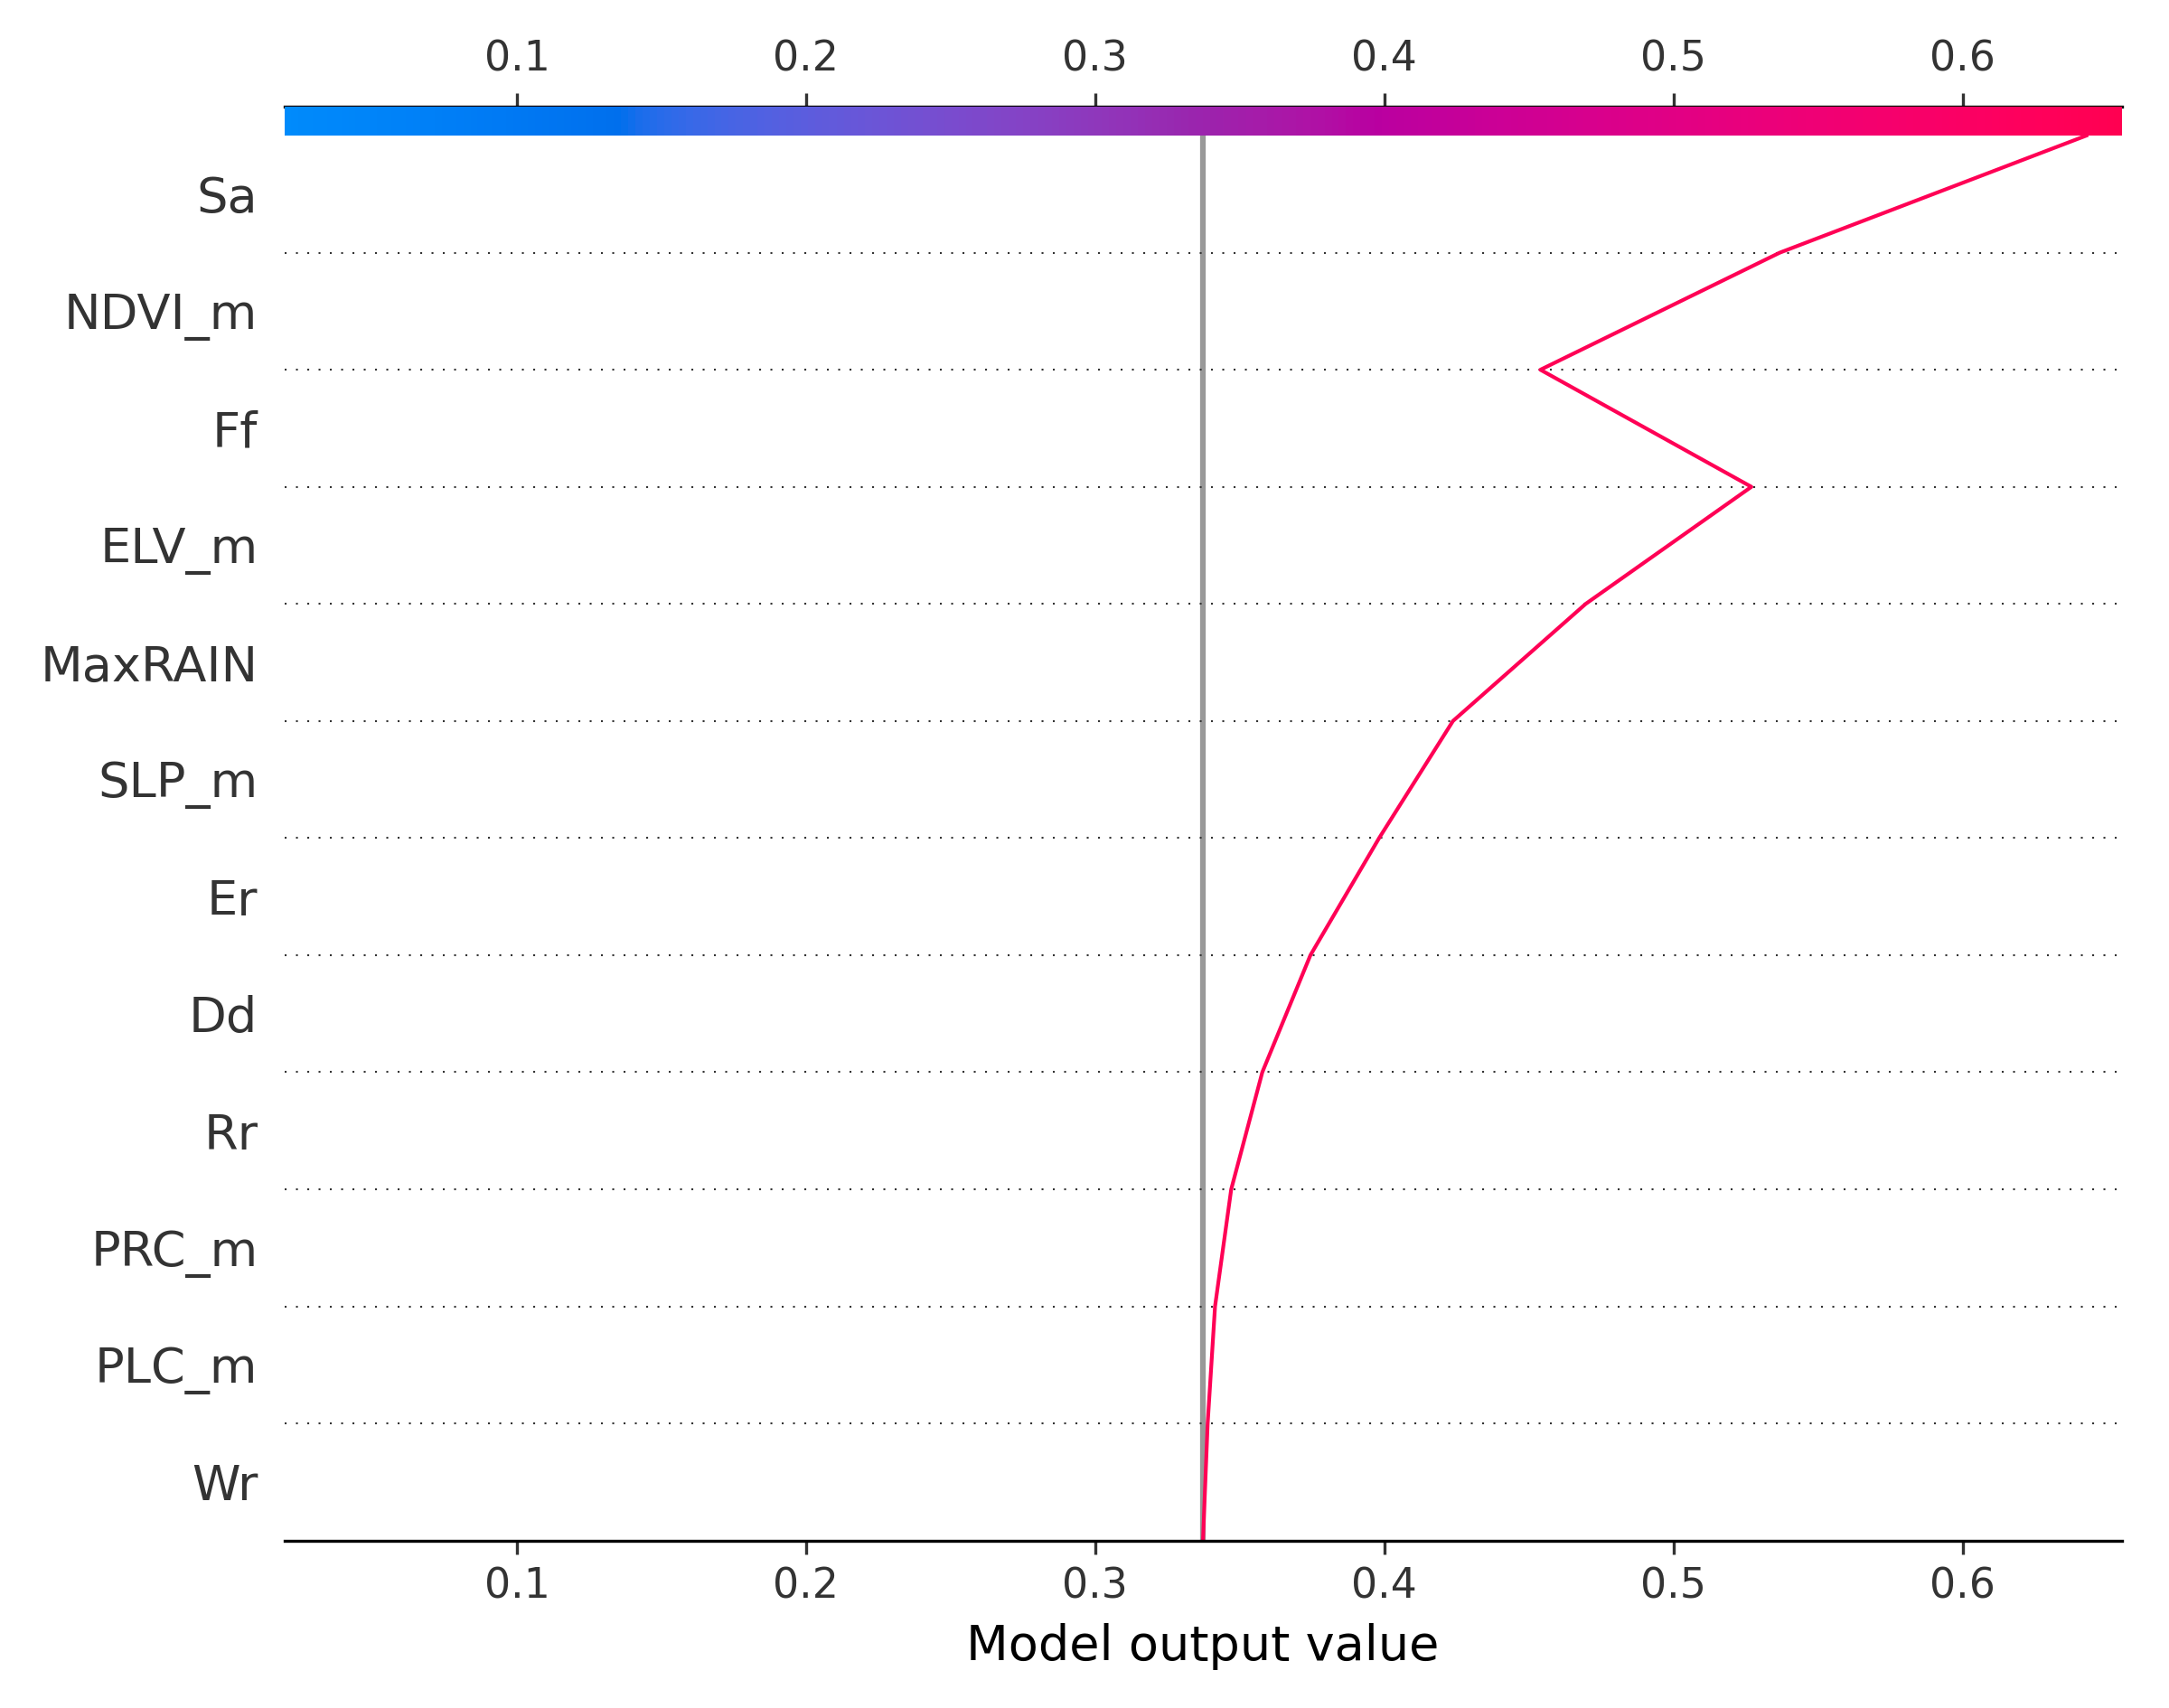 0.1 0.2 0.3 0.4 0.5 0.6
Sa
NDVI_m
Ff
ELV_m
MaxRAIN
SLP_m
Er
Dd
Rr
PRC_m
PLC_m
Wr
0.1 0.2 0.3 0.4 0.5 0.6
Model output value